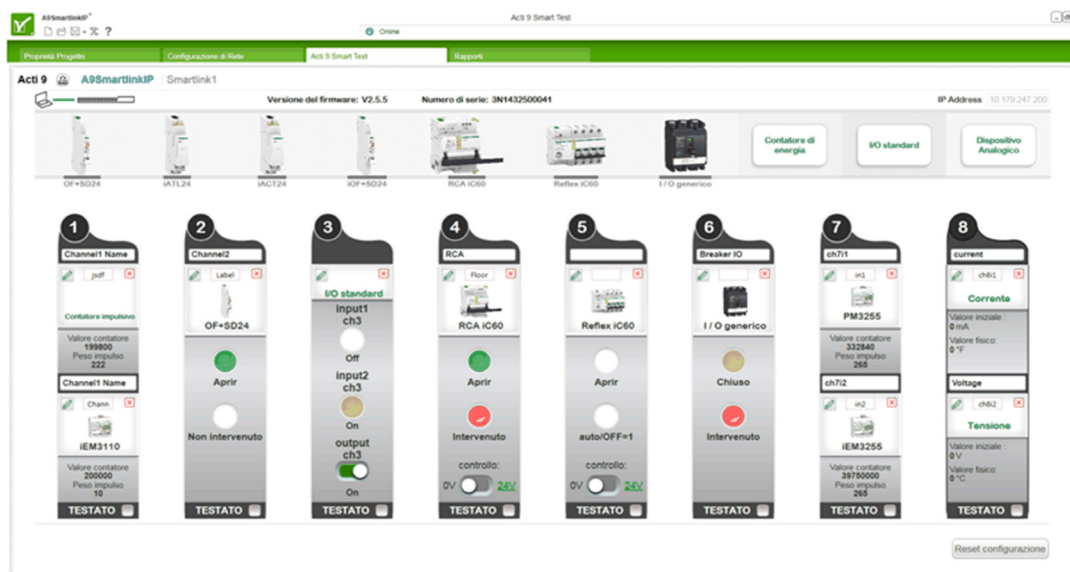 A9SmartlinkIP*
Acti 9 Smart Test
?
Online
Proprietà Progetto
Configurazione di Rete
Acti 9 Smart Test
Rapporti
Acti 9 A9SmartlinkIP Smartlink1
Versione del firmware: V2.5.5
Numero di serie: 3N1432500041
IP Address 10.179.247.200
OF+SD24
iATL24
iACT24
iOF+SD24
RCA iC60
Reflex iC60
I / O generico
Contatore di
energia
I/O standard
Dispositivo
Analogico
1
Channel1 Name
jsdf
Contatore impulsivo
Valore contatore
199800
Peso impulso
222
Channel1 Name
Chann
iEM3110
Valore contatore
200000
Peso impulso
10
TESTATO
2
Channel2
Label
OF+SD24
Aprir
Non intervenuto
TESTATO
3
I/O standard
input1
ch3
Off
input2
ch3
On
output
ch3
On
TESTATO
4
RCA
Floor
RCA iC60
Aprir
Intervenuto
controllo:
0V 24V
TESTATO
5
Reflex iC60
Aprir
auto/OFF=1
controllo:
0V 24V
TESTATO
6
Breaker IO
I / O generico
Chiuso
Intervenuto
TESTATO
7
ch7i1
in1
PM3255
Valore contatore
332840
Peso impulso
265
ch7i2
in2
iEM3255
Valore contatore
39750000
Peso impulso
265
TESTATO
8
current
ch8i1
Corrente
Valore iniziale :
0 mA
Valore fisico:
0 °F
Voltage
ch8i2
Tensione
Valore iniziale :
0 V
Valore fisico:
0 °C
TESTATO
Reset configurazione